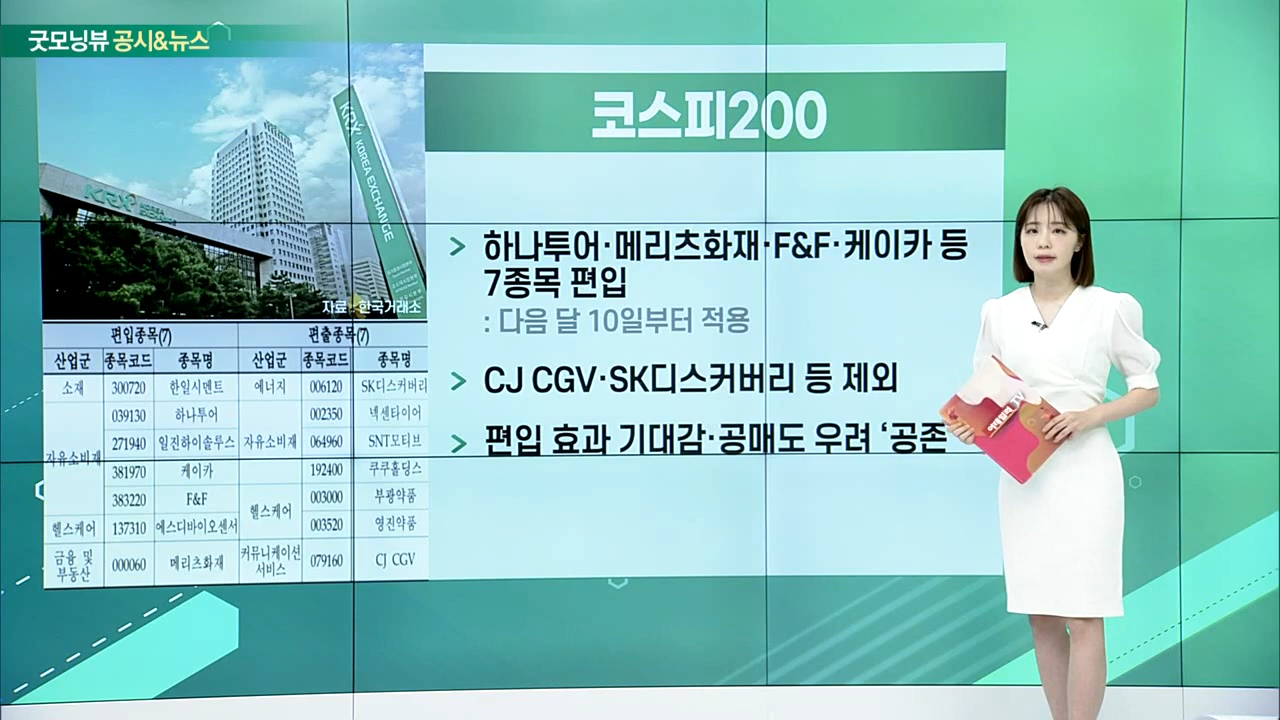 굿모닝뷰 공시&뉴스
코스피200
KRX KOREA EXCHANGE
KRX
자료 : 한국거래소
하나투어·메리츠화재·F&F·케이카 등
7종목 편입
: 다음 달 10일부터 적용
CJ CGV·SK디스커버리 등 제외
편입 효과 기대감·공매도 우려 ‘공존’
편입종목(7) 편출종목(7)
산업군 종목코드 종목명 산업군 종목코드 종목명
소재 300720 한일시멘트 에너지 006120 SK디스커버리
039130 하나투어 002350 넥센타이어
자유소비재 271940 일진하이솔루스 자유소비재 064960 SNT모티브
381970 케이카 192400 쿠쿠홀딩스
383220 F&F 헬스케어 003000 부광약품
헬스케어 137310 에스디바이오센서 003520 영진약품
금융 및 부동산 000060 메리츠화재 커뮤니케이션 서비스 079160 CJ CGV
이데일리 TV